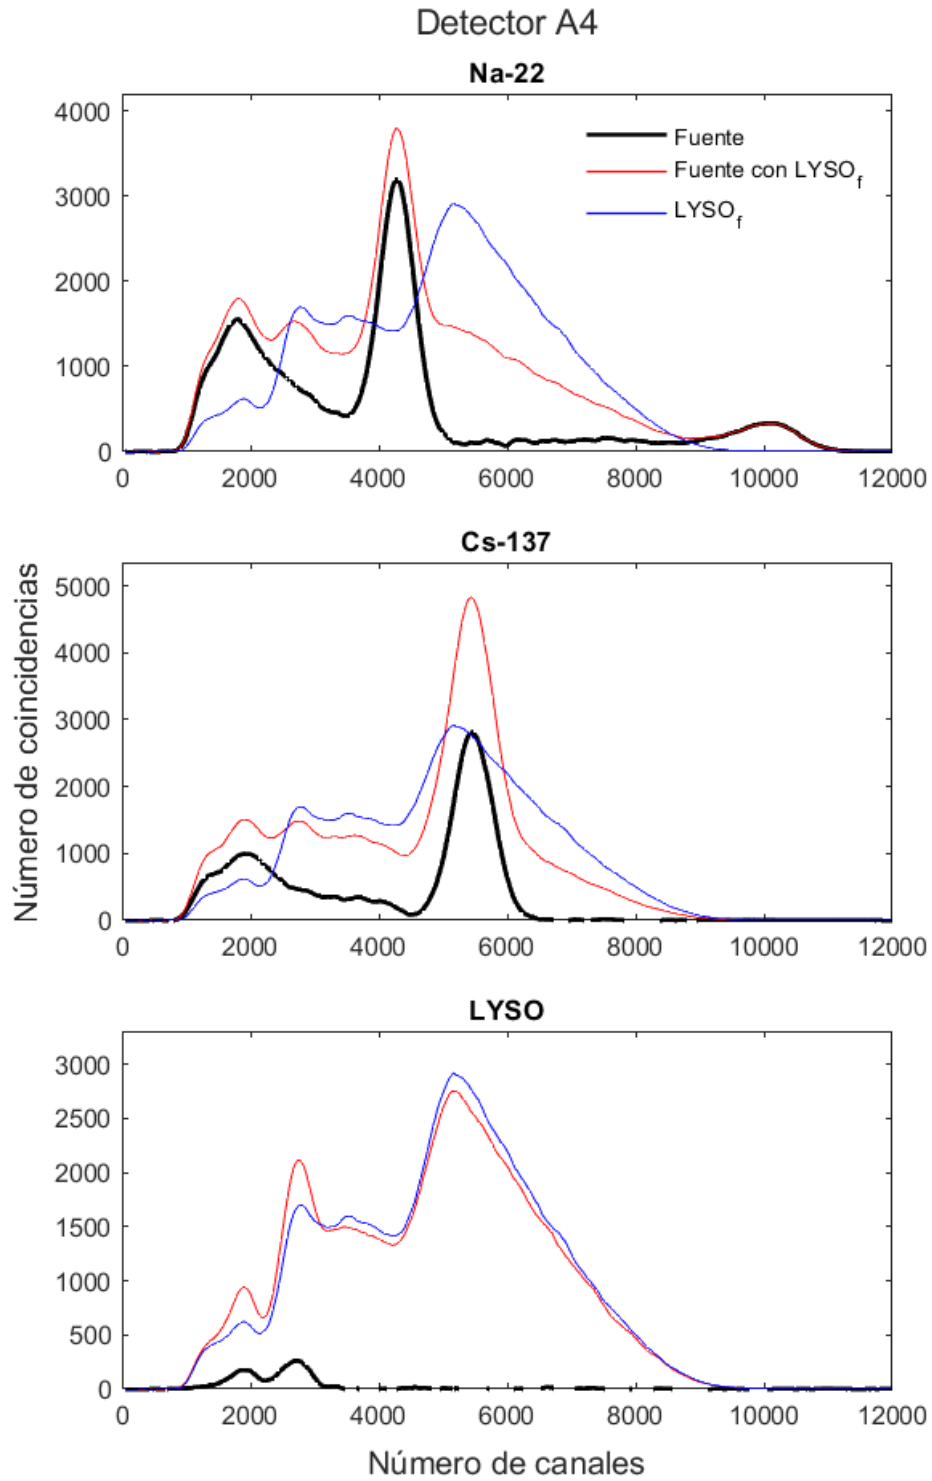 Detector A4
Na-22
4000
3000
2000
1000
0
Fuente
Fuente con LYSO_f
LYSO_f
0 2000 4000 6000 8000 10000 12000
Número de coincidencias
Cs-137
5000
4000
3000
2000
1000
0
0 2000 4000 6000 8000 10000 12000
LYSO
3000
2500
2000
1500
1000
500
0
0 2000 4000 6000 8000 10000 12000
Número de canales